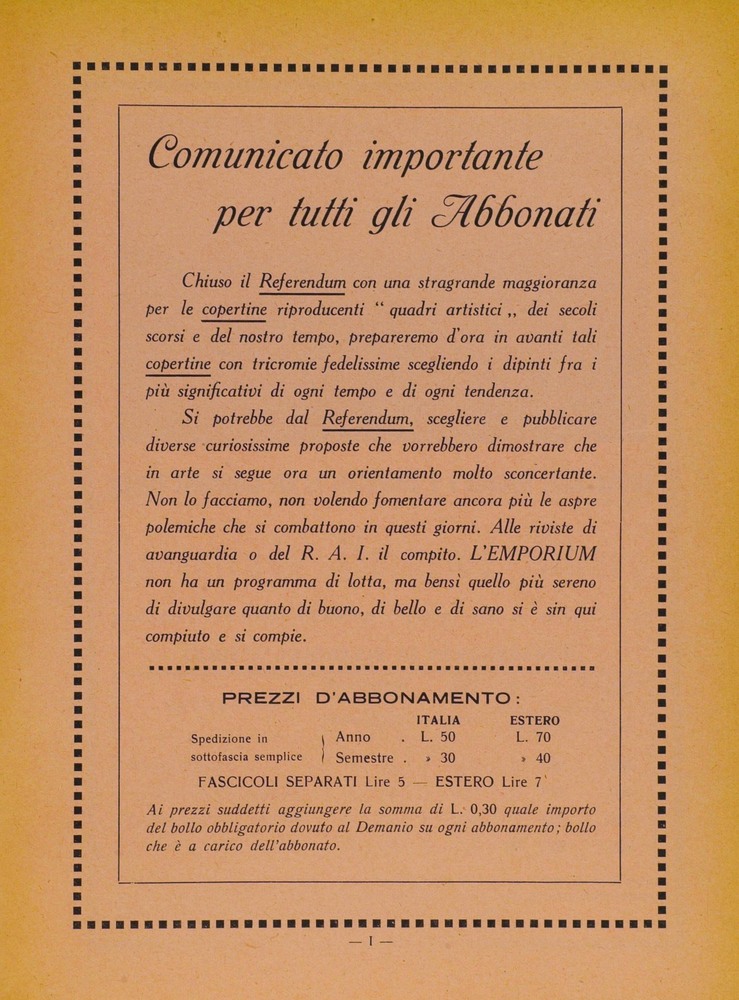 Comunicato importante
per tutti gli Abbonati
Chiuso il Referendum con una stragrande maggioranza
per le copertine riproducenti “ quadri artistici „ dei secoli
scorsi e del nostro tempo, prepareremo d'ora in avanti tali
copertine con tricromie fedelissime scegliendo i dipinti fra i
più significativi di ogni tempo e di ogni tendenza.
Si potrebbe dal Referendum, scegliere e pubblicare
diverse curiosissime proposte che vorrebbero dimostrare che
in arte si segue ora un orientamento molto sconcertante.
Non lo facciamo, non volendo fomentare ancora più le aspre
polemiche che si combattono in questi giorni. Alle riviste di
avanguardia o del R. A. I. il compito. L'EMPORIUM
non ha un programma di lotta, ma bensì quello più sereno
di divulgare quanto di buono, di bello e di sano si è sin qui
compiuto e si compie.
PREZZI D'ABBONAMENTO:
ITALIA ESTERO
Spedizione in Anno . L. 50 L. 70
sottofascia semplice Semestre . » 30 » 40
FASCICOLI SEPARATI Lire 5 — ESTERO Lire 7
Ai prezzi suddetti aggiungere la somma di L. 0,30 quale importo
del bollo obbligatorio dovuto al Demanio su ogni abbonamento; bollo
che è a carico dell'abbonato.
— I —